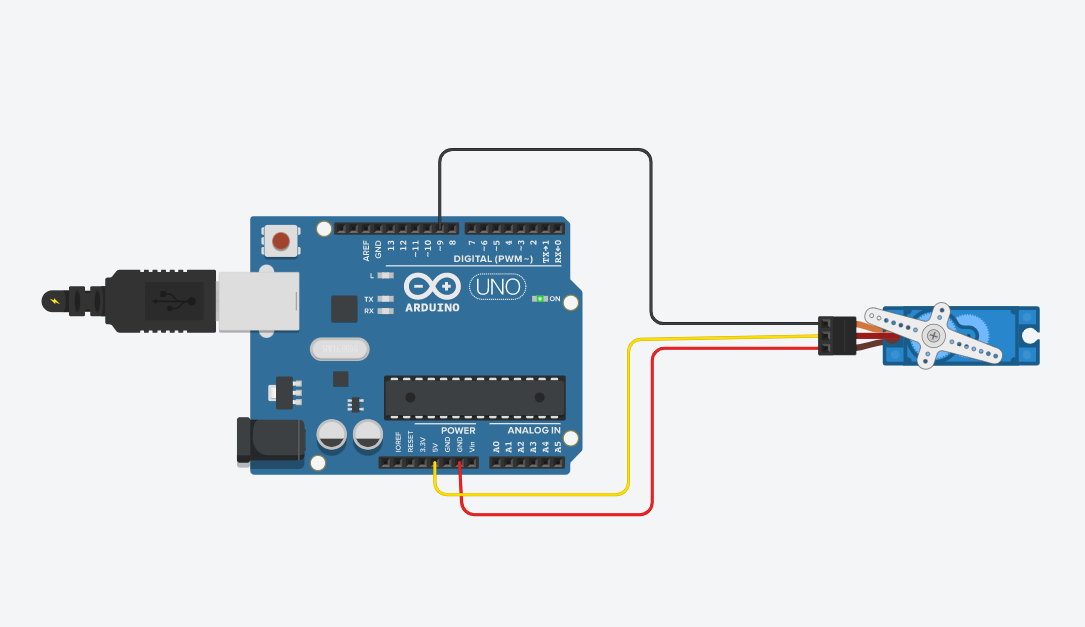 AREF
GND
13
12
~11
~10
~9
8
7
~6
~5
4
~3
2
TX→1
RX←0
DIGITAL (PWM~)
L
TX
RX
UNO
ON
ARDUINO
POWER
ANALOG IN
IOREF
RESET
3.3V
5V
GND
GND
Vin
A0
A1
A2
A3
A4
A5